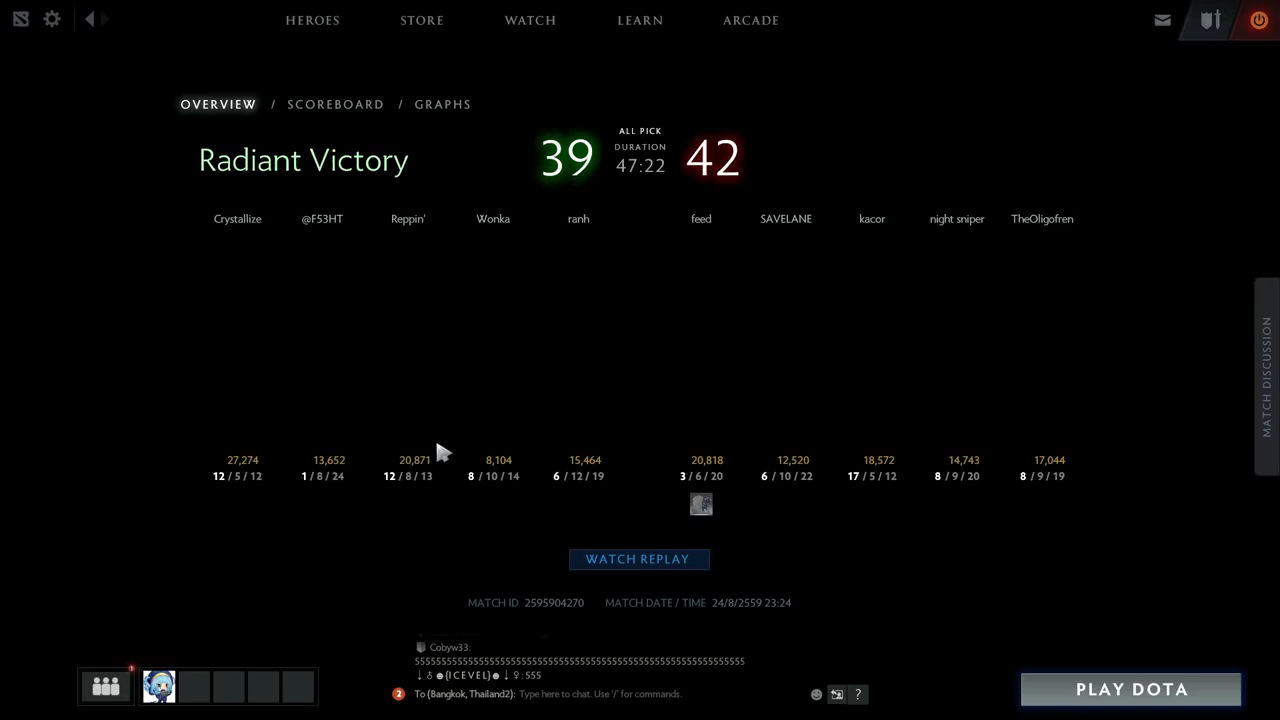 HEROES STORE WATCH LEARN ARCADE
OVERVIEW / SCOREBOARD / GRAPHS
Radiant Victory
39 ALL PICK DURATION 47:22 42
Crystallize @F53HT Reppin' Wonka ranh feed SAVELANE kacor night sniper TheOligofren
27,274 13,652 20,871 8,104 15,464 20,818 12,520 18,572 14,743 17,044
12 / 5 / 12 1 / 8 / 24 12 / 8 / 13 8 / 10 / 14 6 / 12 / 19 3 / 6 / 20 6 / 10 / 22 17 / 5 / 12 8 / 9 / 20 8 / 9 / 19
MATCH DISCUSSION
WATCH REPLAY
MATCH ID 2595904270 MATCH DATE / TIME 24/8/2559 23:24
Cobyw33:
↓♁☻{ICEVEL}☻↓♀: 555
2 To (Bangkok, Thailand2): Type here to chat. Use '/' for commands. ?
1
PLAY DOTA